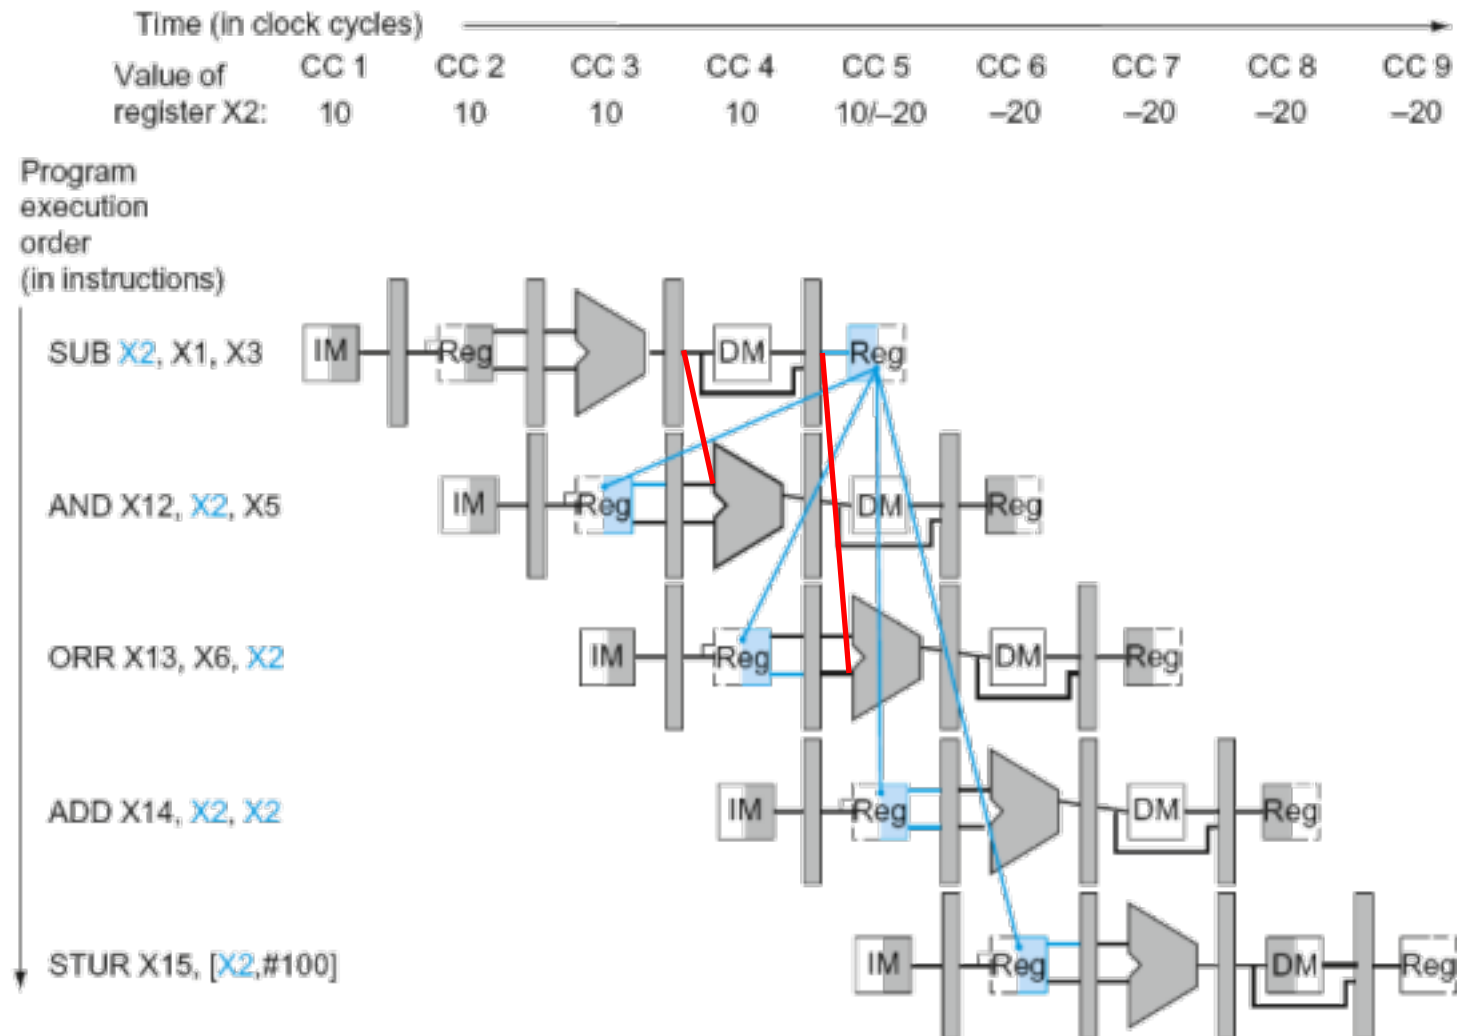 Time (in clock cycles)
Value of register X2:
CC 1 CC 2 CC 3 CC 4 CC 5 CC 6 CC 7 CC 8 CC 9
10 10 10 10 10/–20 –20 –20 –20 –20
Program
execution
order
(in instructions)
SUB X2, X1, X3
IM Reg DM Reg
AND X12, X2, X5
IM Reg DM Reg
ORR X13, X6, X2
IM Reg DM Reg
ADD X14, X2, X2
IM Reg DM Reg
STUR X15, [X2,#100]
IM Reg DM Reg